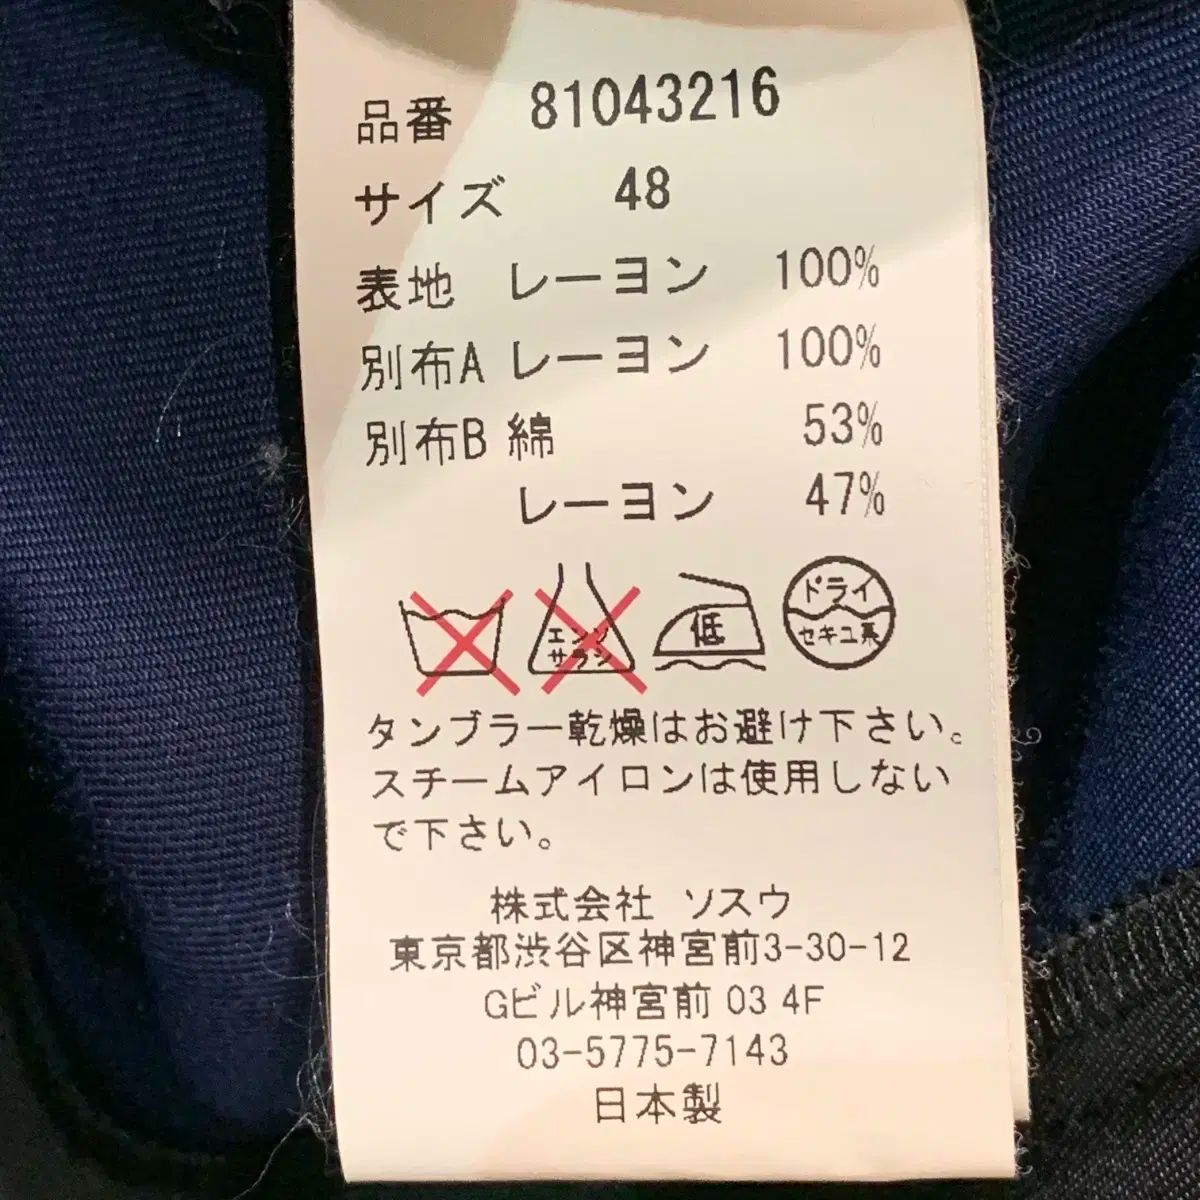 品番 81043216
サイズ 48
表地 レーヨン 100%
別布A レーヨン 100%
別布B 綿 53%
レーヨン 47%
エンソ
サラシ
低
ドライ
セキユ系
タンブラー乾燥はお避け下さい。
スチームアイロンは使用しない
で下さい。
株式会社 ソスウ
東京都渋谷区神宮前3-30-12
Gビル神宮前 03 4F
03-5775-7143
日本製